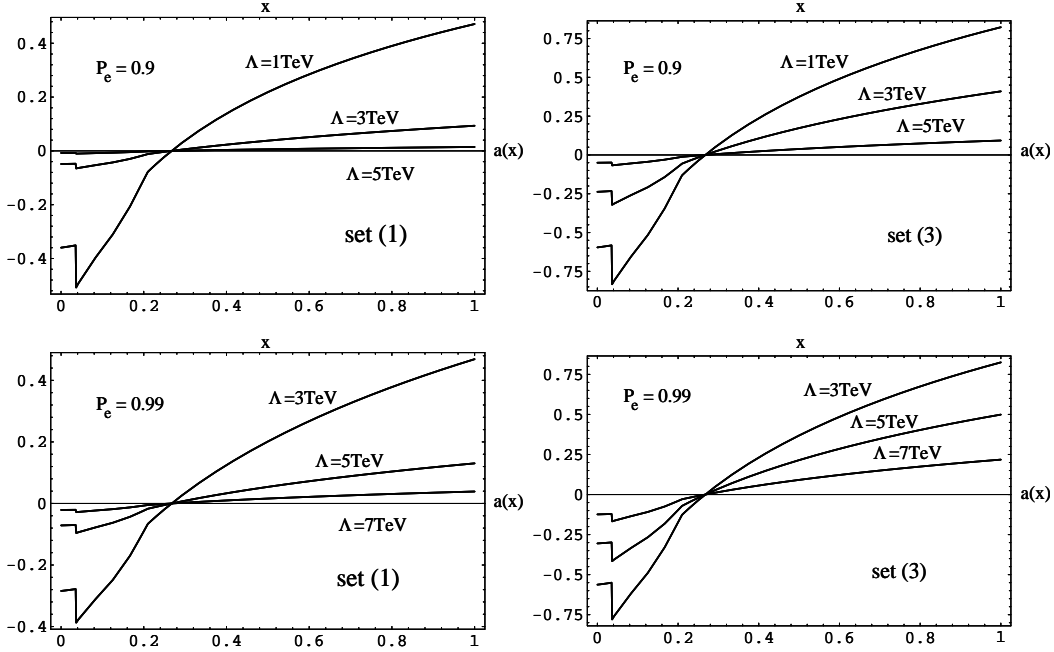 x
0.4
0.2
0
-0.2
-0.4
P_e = 0.9
Λ=1TeV
Λ=3TeV
Λ=5TeV
a(x)
set (1)
0 0.2 0.4 0.6 0.8 1
x
0.75
0.5
0.25
0
-0.25
-0.5
-0.75
P_e = 0.9
Λ=1TeV
Λ=3TeV
Λ=5TeV
a(x)
set (3)
0 0.2 0.4 0.6 0.8 1
x
0.4
0.2
0
-0.2
-0.4
P_e = 0.99
Λ=3TeV
Λ=5TeV
a(x)
Λ=7TeV
set (1)
0 0.2 0.4 0.6 0.8 1
x
0.75
0.5
0.25
0
-0.25
-0.5
-0.75
P_e = 0.99
Λ=3TeV
Λ=5TeV
Λ=7TeV
a(x)
set (3)
0 0.2 0.4 0.6 0.8 1